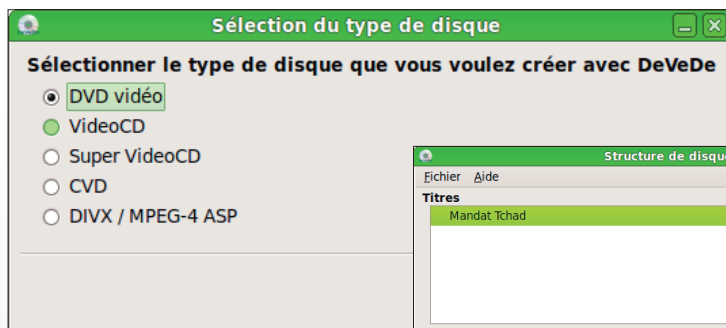 Sélection du type de disque
Sélectionner le type de disque que vous voulez créer avec DeVeDe
DVD vidéo
VideoCD
Super VideoCD
CVD
DIVX / MPEG-4 ASP
Structure de disque
Fichier Aide
Titres
Mandat Tchad